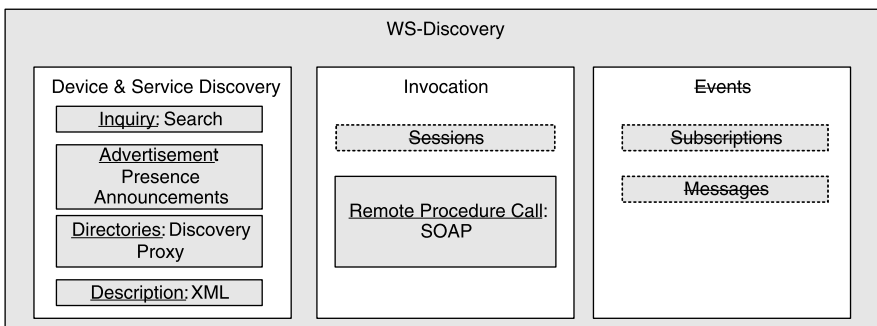 WS-Discovery
Device & Service Discovery
Inquiry: Search
Advertisement
Presence
Announcements
Directories: Discovery
Proxy
Description: XML
Invocation
Sessions
Remote Procedure Call:
SOAP
Events
Subscriptions
Messages